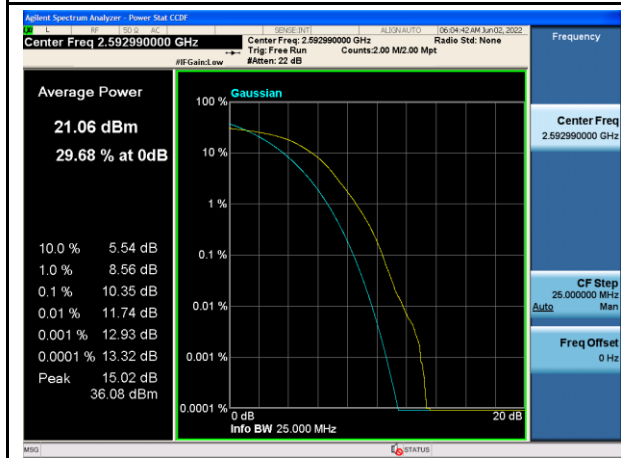 Agilent Spectrum Analyzer - Power Stat CCDF
L RF 50 Ω AC SENSE:INT ALIGN AUTO 06:04:42 AM Jun 02, 2022
Center Freq 2.592990000 GHz
Center Freq: 2.592990000 GHz Radio Std: None
Trig: Free Run Counts:2.00 M/2.00 Mpt
#IFGain:Low #Atten: 22 dB
Frequency
Average Power
21.06 dBm
29.68 % at 0dB
10.0 % 5.54 dB
1.0 % 8.56 dB
0.1 % 10.35 dB
0.01 % 11.74 dB
0.001 % 12.93 dB
0.0001 % 13.32 dB
Peak 15.02 dB
36.08 dBm
Gaussian
100 %
10 %
1 %
0.1 %
0.01 %
0.001 %
0.0001 %
0 dB 20 dB
Info BW 25.000 MHz
Center Freq
2.592990000 GHz
CF Step
25.000000 MHz
Auto Man
Freq Offset
0 Hz
MSG STATUS